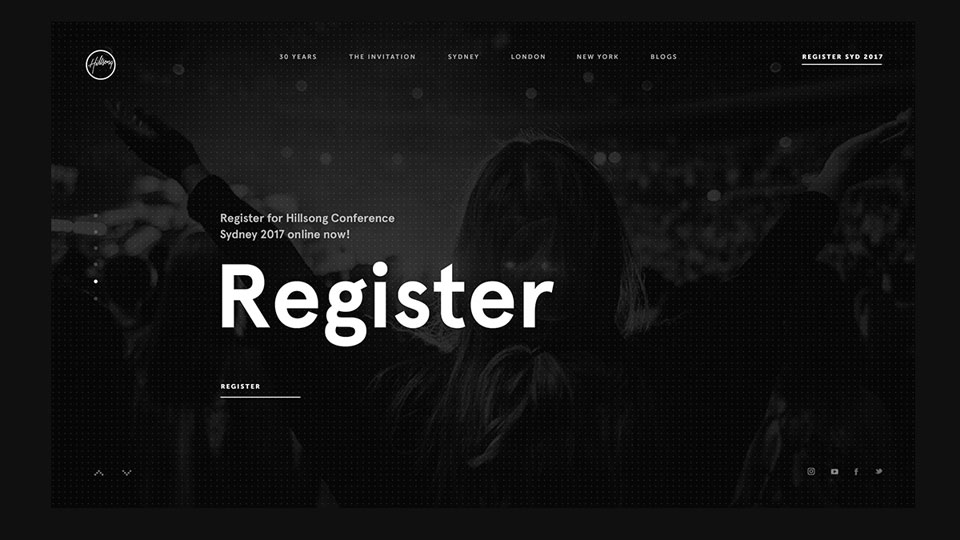 Hillsong
30 YEARS
THE INVITATION
SYDNEY
LONDON
NEW YORK
BLOGS
REGISTER SYD 2017
Register for Hillsong Conference
Sydney 2017 online now!
Register
REGISTER